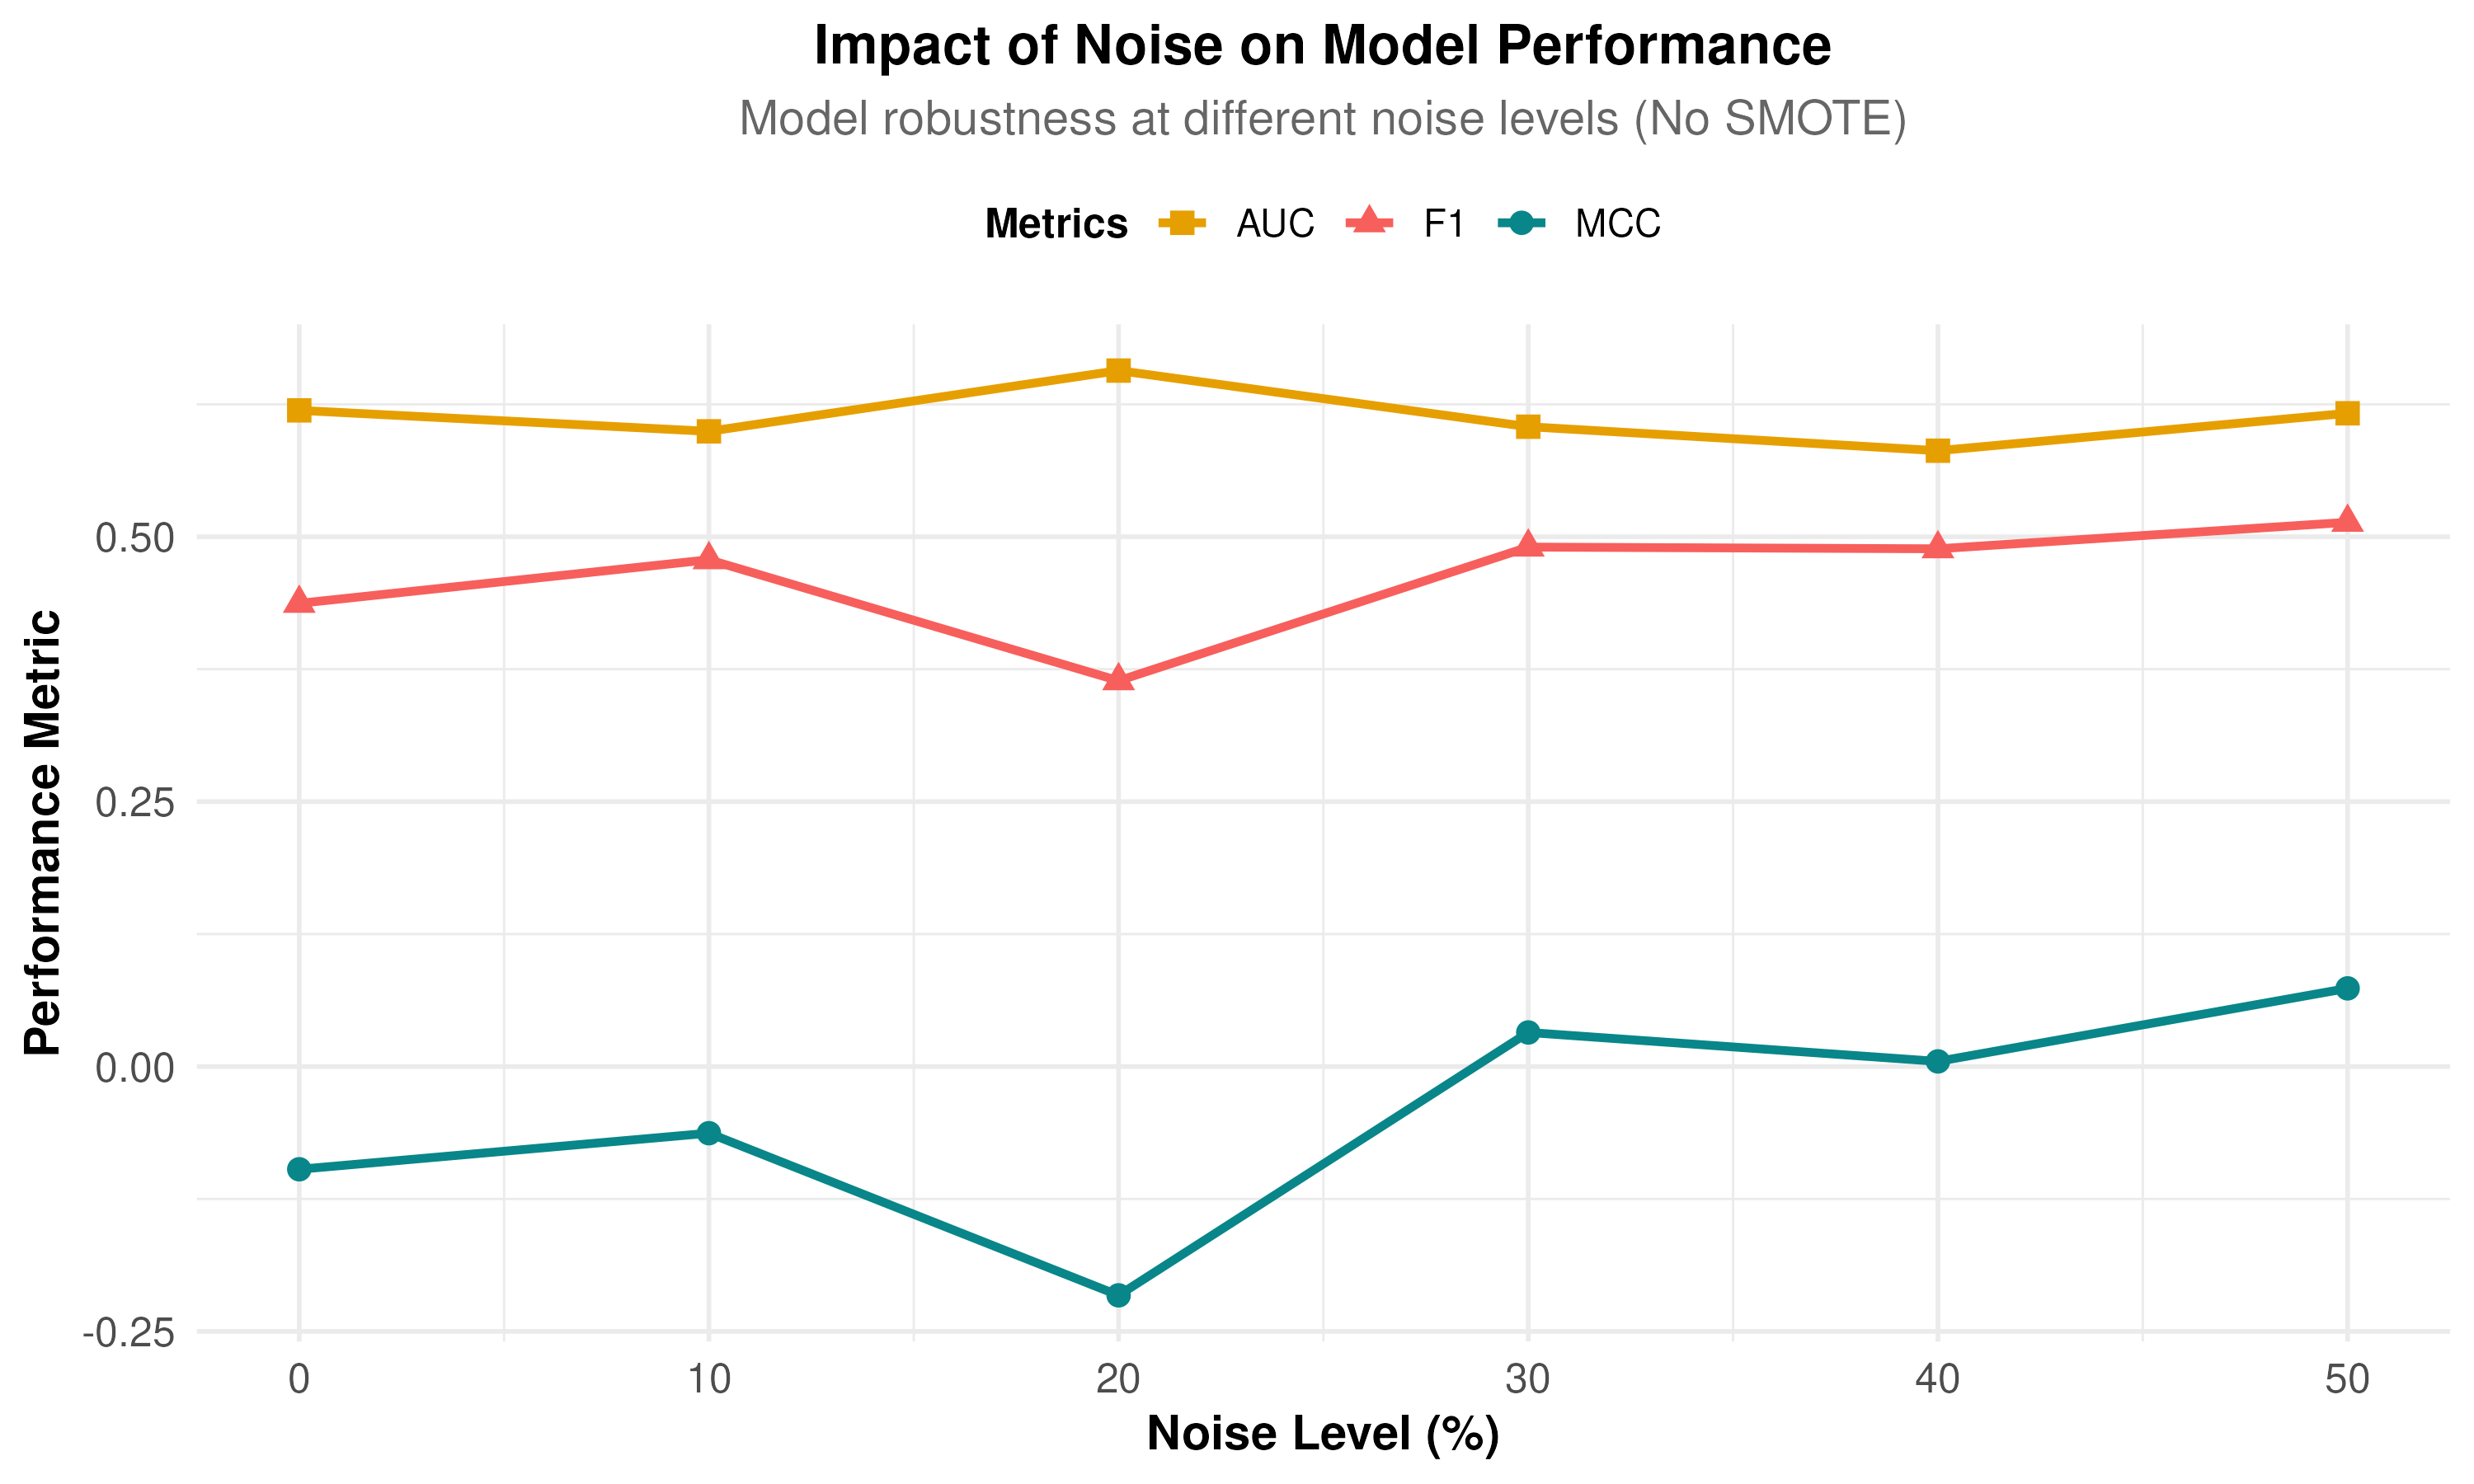 Impact of Noise on Model Performance
Model robustness at different noise levels (No SMOTE)
Metrics AUC F1 MCC
Performance Metric
0.50
0.25
0.00
-0.25
0 10 20 30 40 50
Noise Level (%)